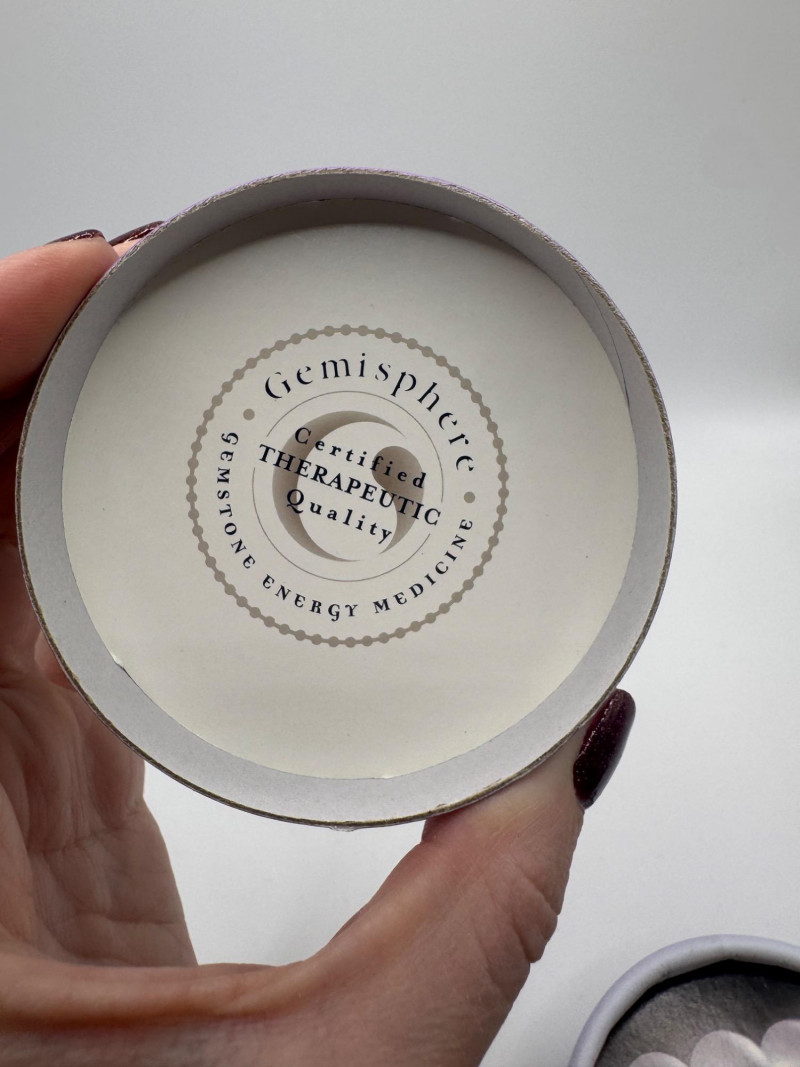 Gemisphere
Certified
THERAPEUTIC
Quality
GEMSTONE ENERGY MEDICINE